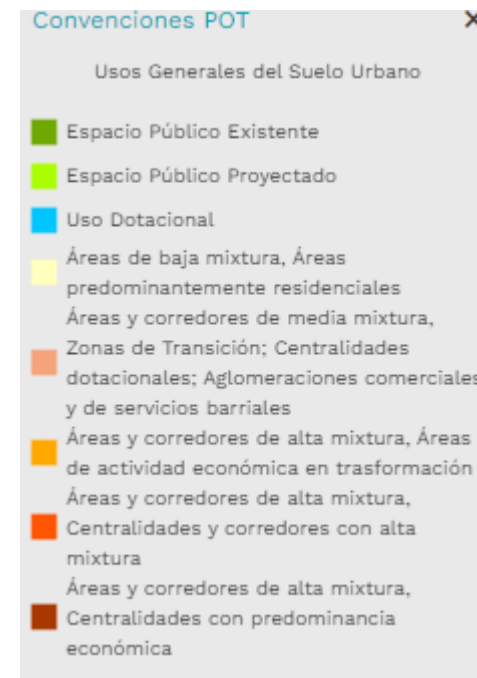 Convenciones POT
Usos Generales del Suelo Urbano
Espacio Público Existente
Espacio Público Proyectado
Uso Dotacional
Áreas de baja mixtura, Áreas
predominantemente residenciales
Áreas y corredores de media mixtura,
Zonas de Transición; Centralidades
dotacionales; Aglomeraciones comerciales
y de servicios barriales
Áreas y corredores de alta mixtura, Áreas
de actividad económica en trasformación
Áreas y corredores de alta mixtura,
Centralidades y corredores con alta
mixtura
Áreas y corredores de alta mixtura,
Centralidades con predominancia
económica